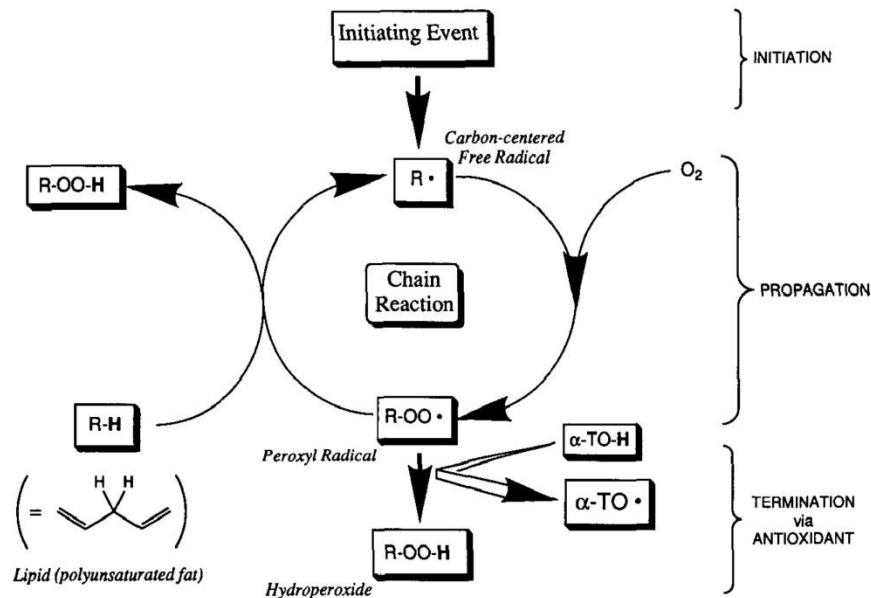 Initiating Event
INITIATION
Carbon-centered
Free Radical
R-OO-H
R •
O₂
Chain
Reaction
PROPAGATION
R-H
R-OO •
Peroxyl Radical
α-TO-H
α-TO •
H H
( = )
Lipid (polyunsaturated fat)
R-OO-H
Hydroperoxide
TERMINATION
via
ANTIOXIDANT